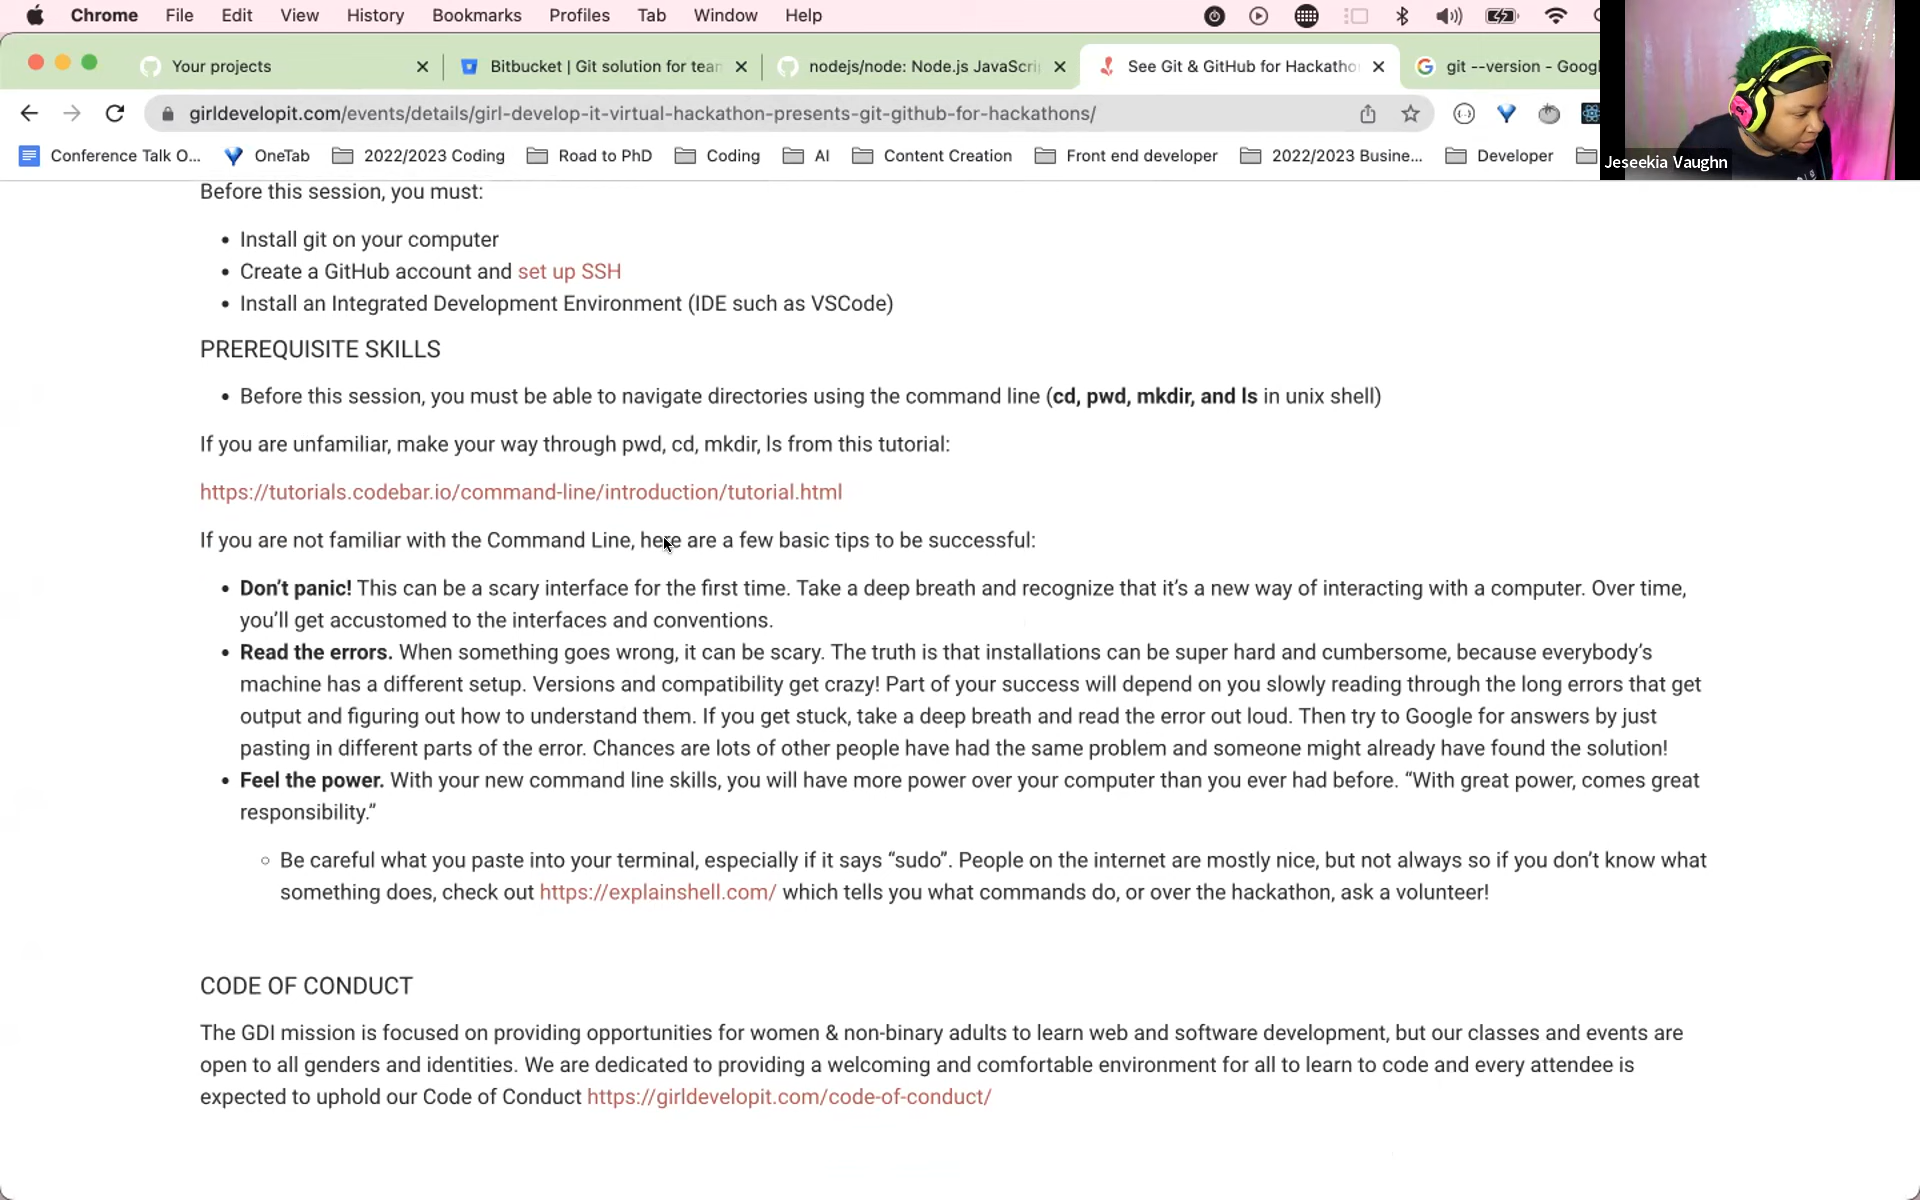 Chrome File Edit View History Bookmarks Profiles Tab Window Help
Your projects
Bitbucket | Git solution for tear
nodejs/node: Node.js JavaScri
See Git & GitHub for Hackatho
git --version - Goog
girldevelopit.com/events/details/girl-develop-it-virtual-hackathon-presents-git-github-for-hackathons/
Conference Talk O... OneTab 2022/2023 Coding Road to PhD Coding AI Content Creation Front end developer 2022/2023 Busine... Developer
Jeseekia Vaughn
Before this session, you must:
• Install git on your computer
• Create a GitHub account and set up SSH
• Install an Integrated Development Environment (IDE such as VSCode)
PREREQUISITE SKILLS
• Before this session, you must be able to navigate directories using the command line (cd, pwd, mkdir, and ls in unix shell)
If you are unfamiliar, make your way through pwd, cd, mkdir, ls from this tutorial:
https://tutorials.codebar.io/command-line/introduction/tutorial.html
If you are not familiar with the Command Line, here are a few basic tips to be successful:
• Don’t panic! This can be a scary interface for the first time. Take a deep breath and recognize that it’s a new way of interacting with a computer. Over time,
you’ll get accustomed to the interfaces and conventions.
• Read the errors. When something goes wrong, it can be scary. The truth is that installations can be super hard and cumbersome, because everybody’s
machine has a different setup. Versions and compatibility get crazy! Part of your success will depend on you slowly reading through the long errors that get
output and figuring out how to understand them. If you get stuck, take a deep breath and read the error out loud. Then try to Google for answers by just
pasting in different parts of the error. Chances are lots of other people have had the same problem and someone might already have found the solution!
• Feel the power. With your new command line skills, you will have more power over your computer than you ever had before. “With great power, comes great
responsibility.”
◦ Be careful what you paste into your terminal, especially if it says “sudo”. People on the internet are mostly nice, but not always so if you don’t know what
something does, check out https://explainshell.com/ which tells you what commands do, or over the hackathon, ask a volunteer!
CODE OF CONDUCT
The GDI mission is focused on providing opportunities for women & non-binary adults to learn web and software development, but our classes and events are
open to all genders and identities. We are dedicated to providing a welcoming and comfortable environment for all to learn to code and every attendee is
expected to uphold our Code of Conduct https://girldevelopit.com/code-of-conduct/